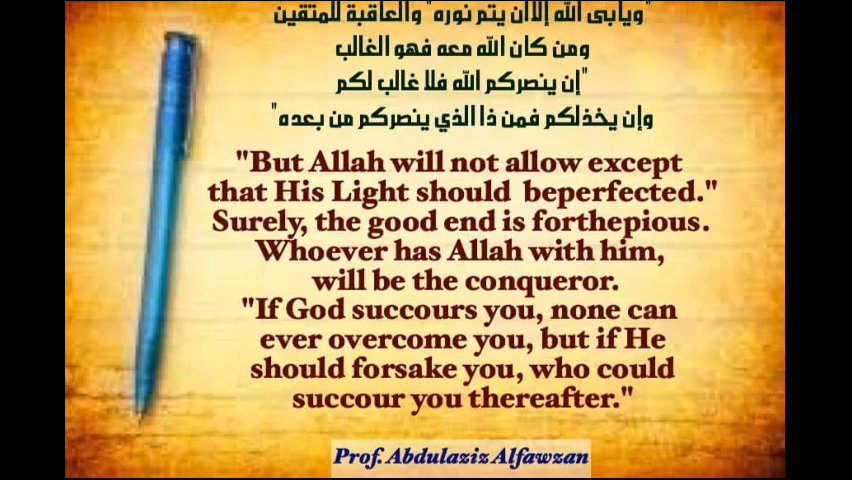 "ويأبى الله إلا أن يتم نوره" والعاقبة للمتقين
ومن كان الله معه فهو الغالب
"إن ينصركم الله فلا غالب لكم
وإن يخذلكم فمن ذا الذي ينصركم من بعده"
"But Allah will not allow except
that His Light should beperfected."
Surely, the good end is forthepious.
Whoever has Allah with him,
will be the conqueror.
"If God succours you, none can
ever overcome you, but if He
should forsake you, who could
succour you thereafter."
Prof. Abdulaziz Alfawzan